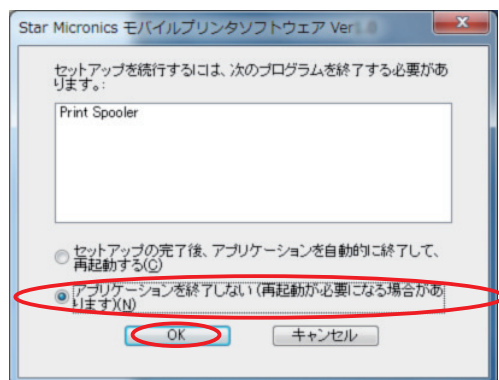 Star Micronics モバイルプリンタソフトウェア Ver
セットアップを続行するには、次のプログラムを終了する必要があ
ります。:
Print Spooler
セットアップの完了後、アプリケーションを自動的に終了して、
再起動する(C)
アプリケーションを終了しない(再起動が必要になる場合があ
ります)(N)
OK
キャンセル